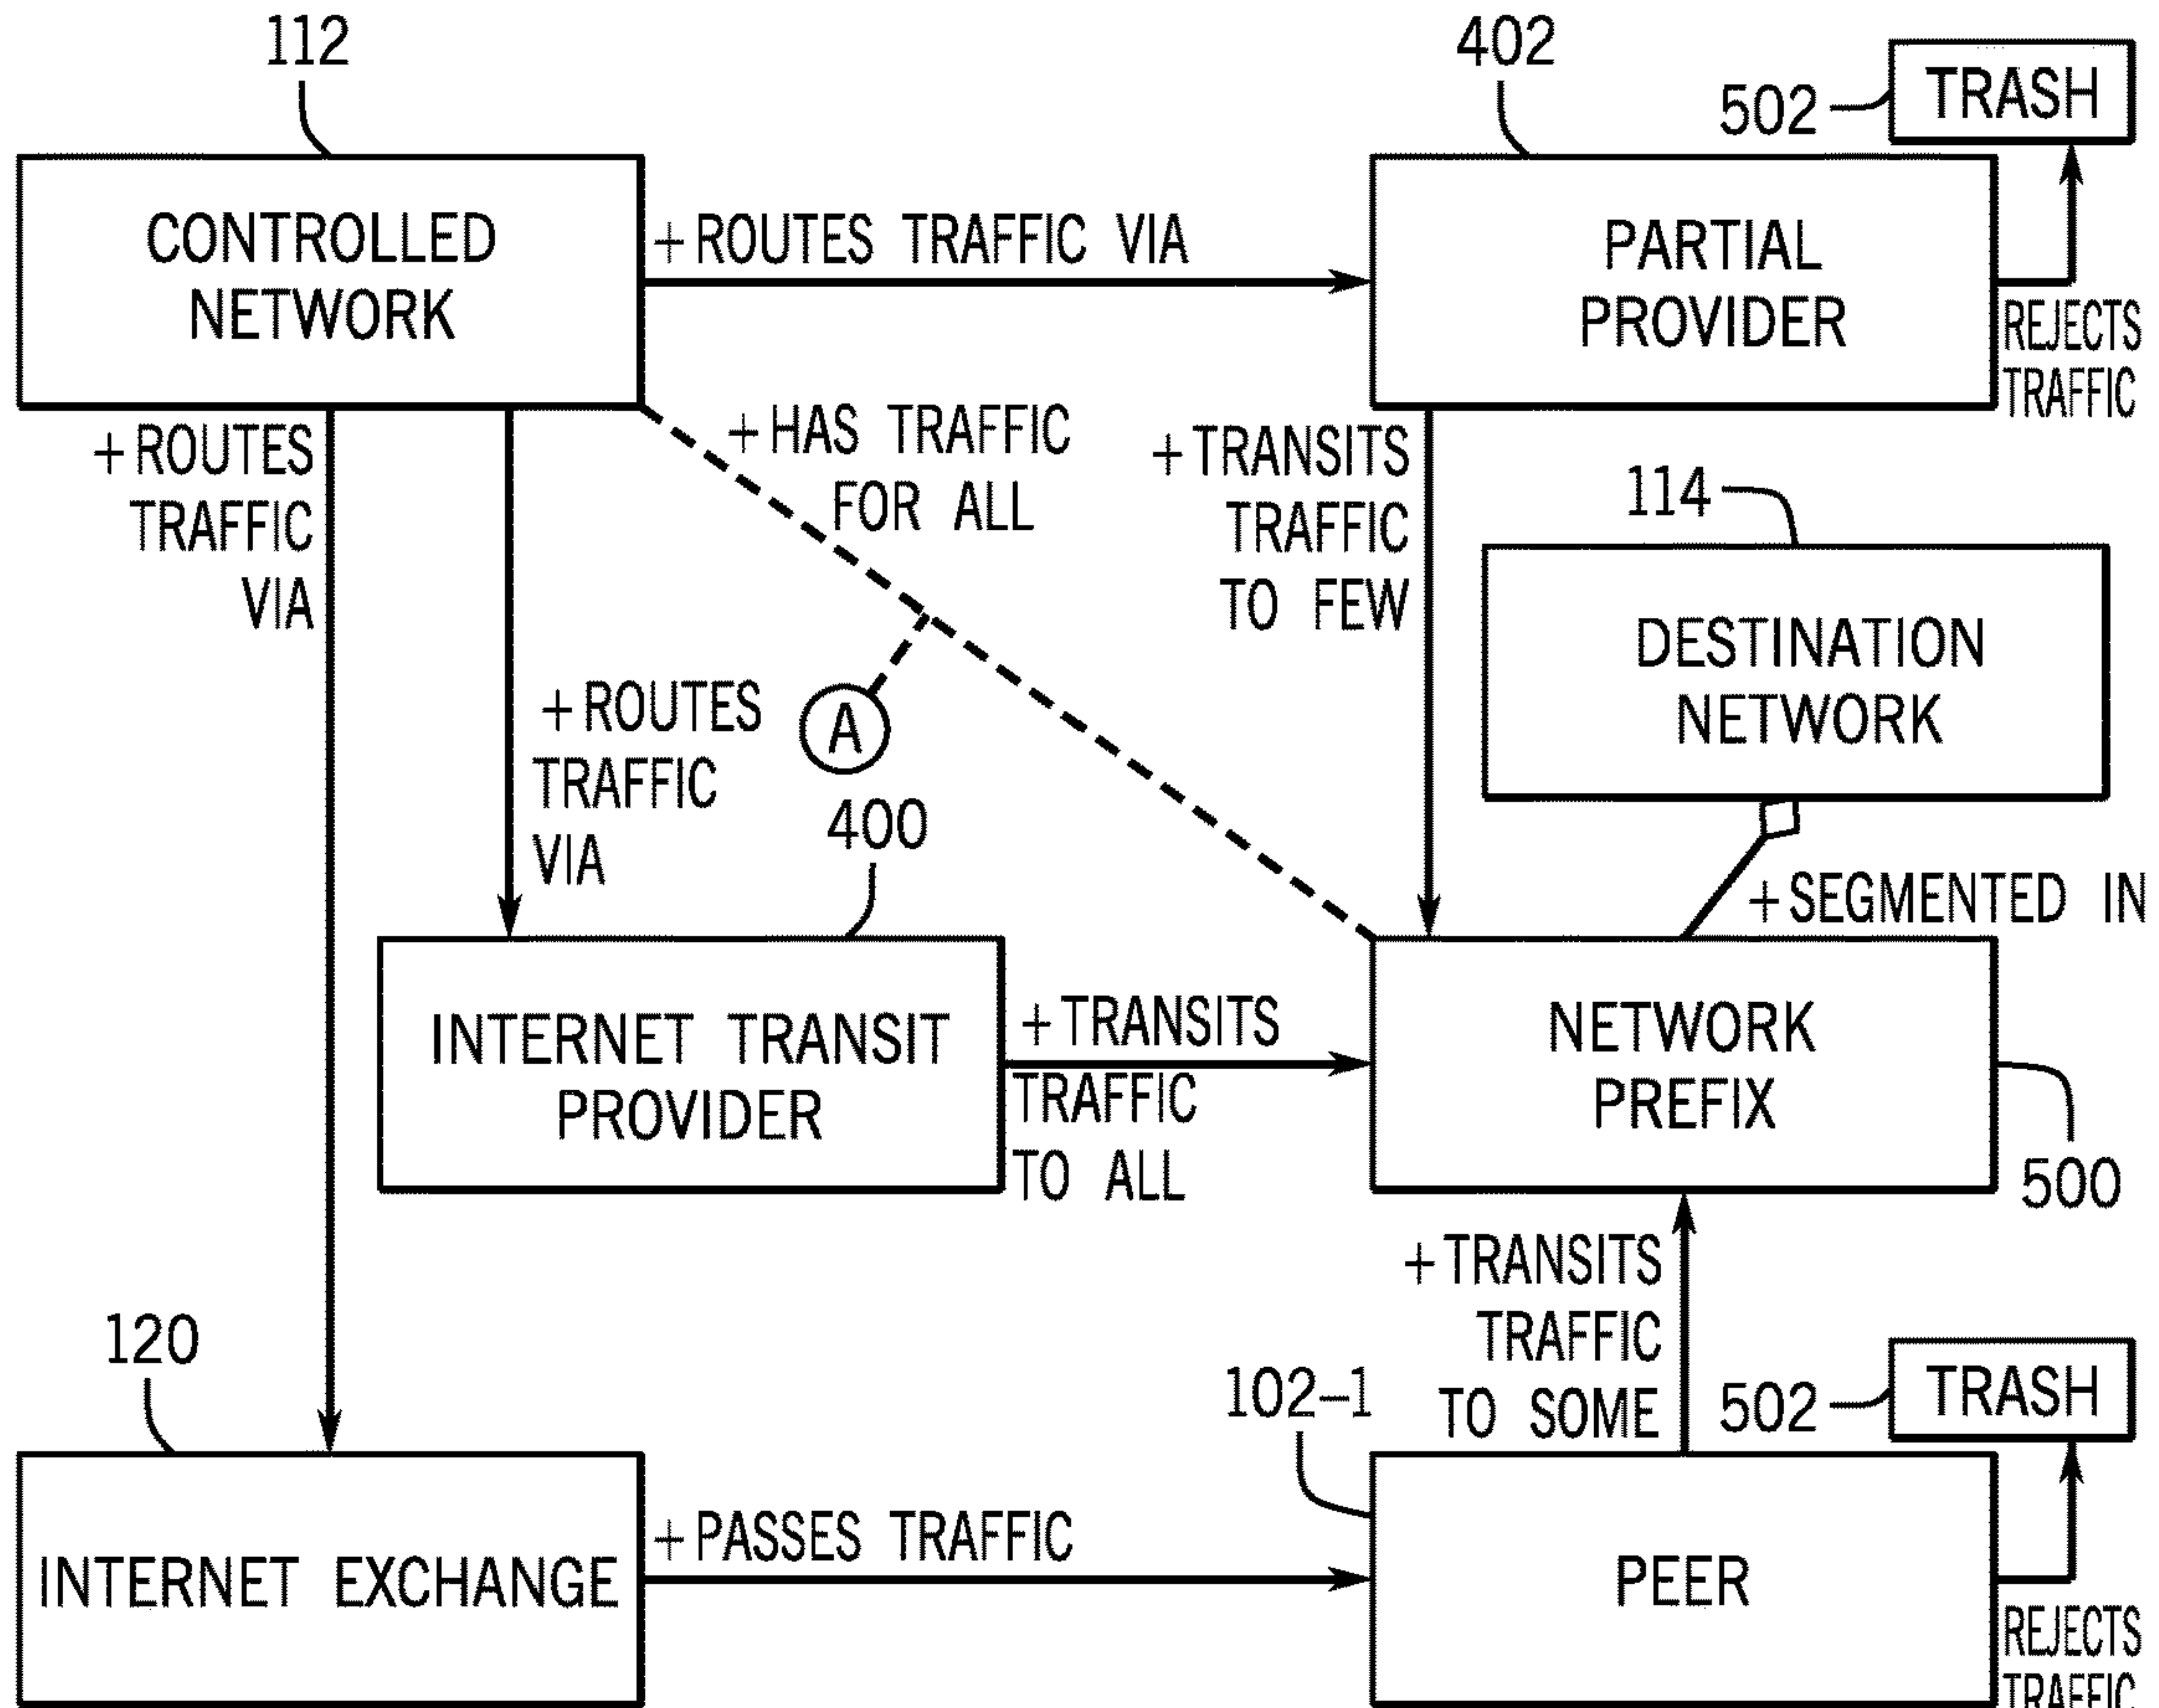 112
402
502
TRASH
CONTROLLED
NETWORK
+ROUTES TRAFFIC VIA
PARTIAL
PROVIDER
REJECTS
TRAFFIC
+ROUTES
TRAFFIC
VIA
+HAS TRAFFIC
FOR ALL
+TRANSITS
TRAFFIC
TO FEW
114
DESTINATION
NETWORK
+ROUTES
TRAFFIC
VIA
A
400
+SEGMENTED IN
INTERNET TRANSIT
PROVIDER
+TRANSITS
TRAFFIC
TO ALL
NETWORK
PREFIX
500
+TRANSITS
TRAFFIC
TO SOME
120
102-1
502
TRASH
INTERNET EXCHANGE
+PASSES TRAFFIC
PEER
REJECTS
TRAFFIC